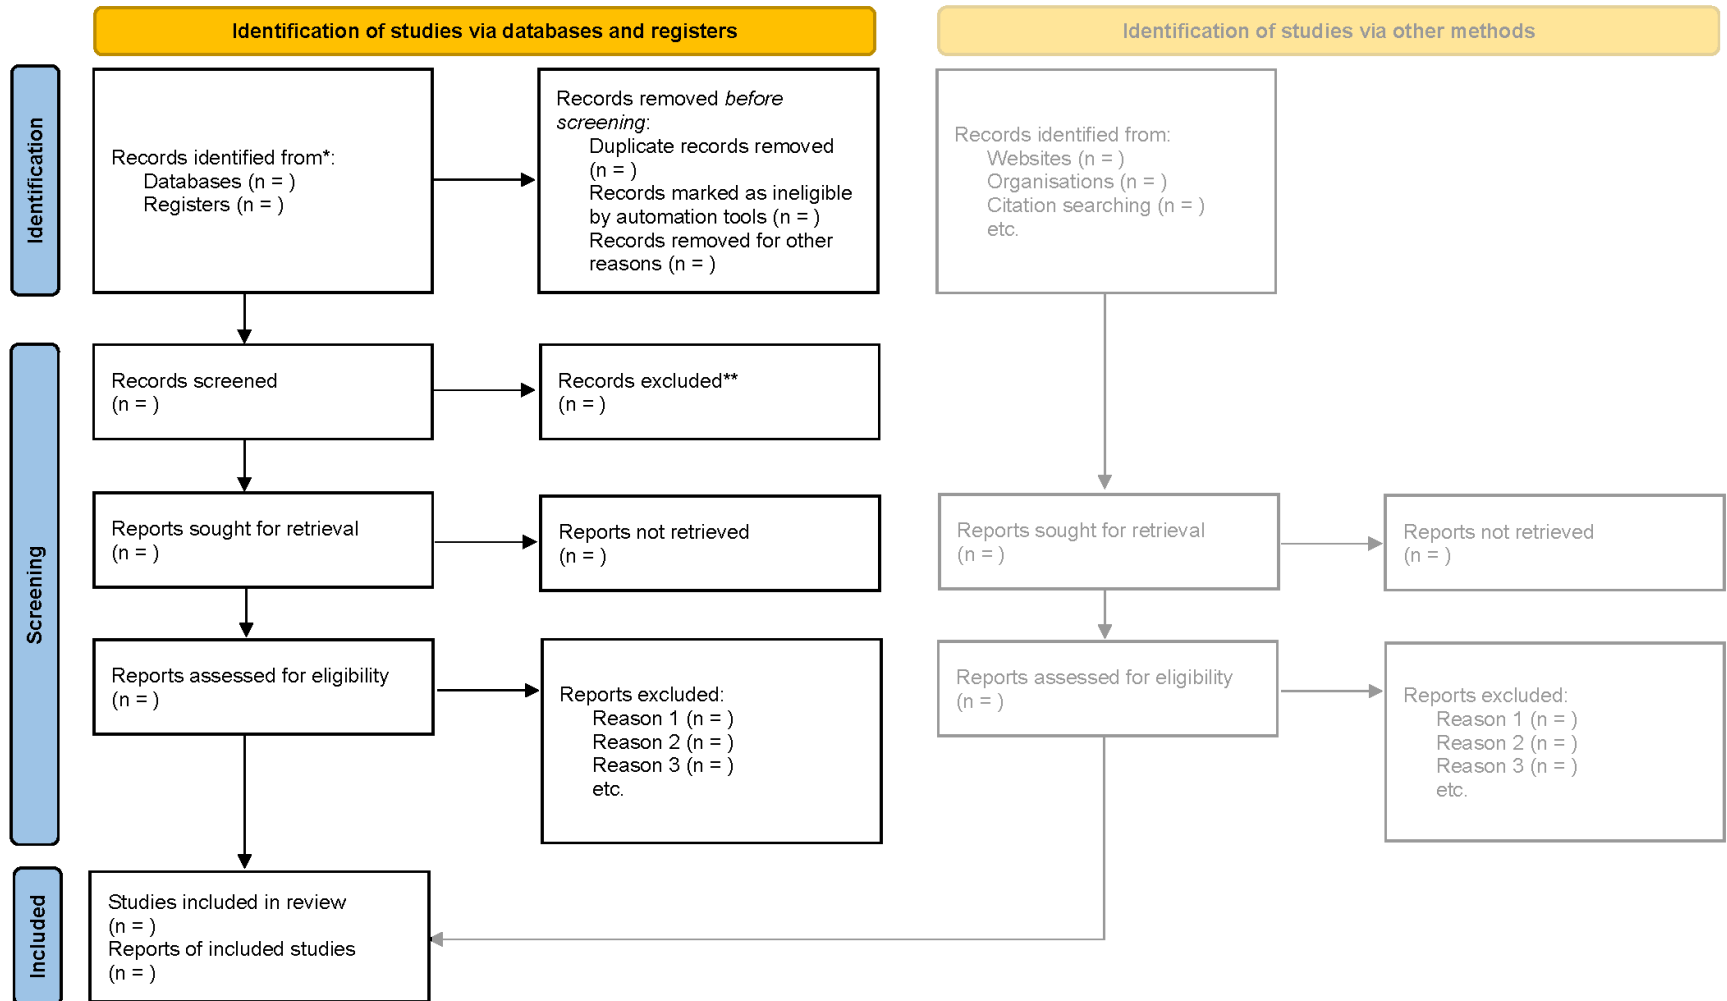 Identification of studies via databases and registers
Identification of studies via other methods
Identification
Records identified from*:
Databases (n = )
Registers (n = )
Records removed before
screening:
Duplicate records removed
(n = )
Records marked as ineligible
by automation tools (n = )
Records removed for other
reasons (n = )
Records identified from:
Websites (n = )
Organisations (n = )
Citation searching (n = )
etc.
Screening
Records screened
(n = )
Records excluded**
(n = )
Reports sought for retrieval
(n = )
Reports not retrieved
(n = )
Reports sought for retrieval
(n = )
Reports not retrieved
(n = )
Reports assessed for eligibility
(n = )
Reports excluded:
Reason 1 (n = )
Reason 2 (n = )
Reason 3 (n = )
etc.
Reports assessed for eligibility
(n = )
Reports excluded:
Reason 1 (n = )
Reason 2 (n = )
Reason 3 (n = )
etc.
Included
Studies included in review
(n = )
Reports of included studies
(n = )